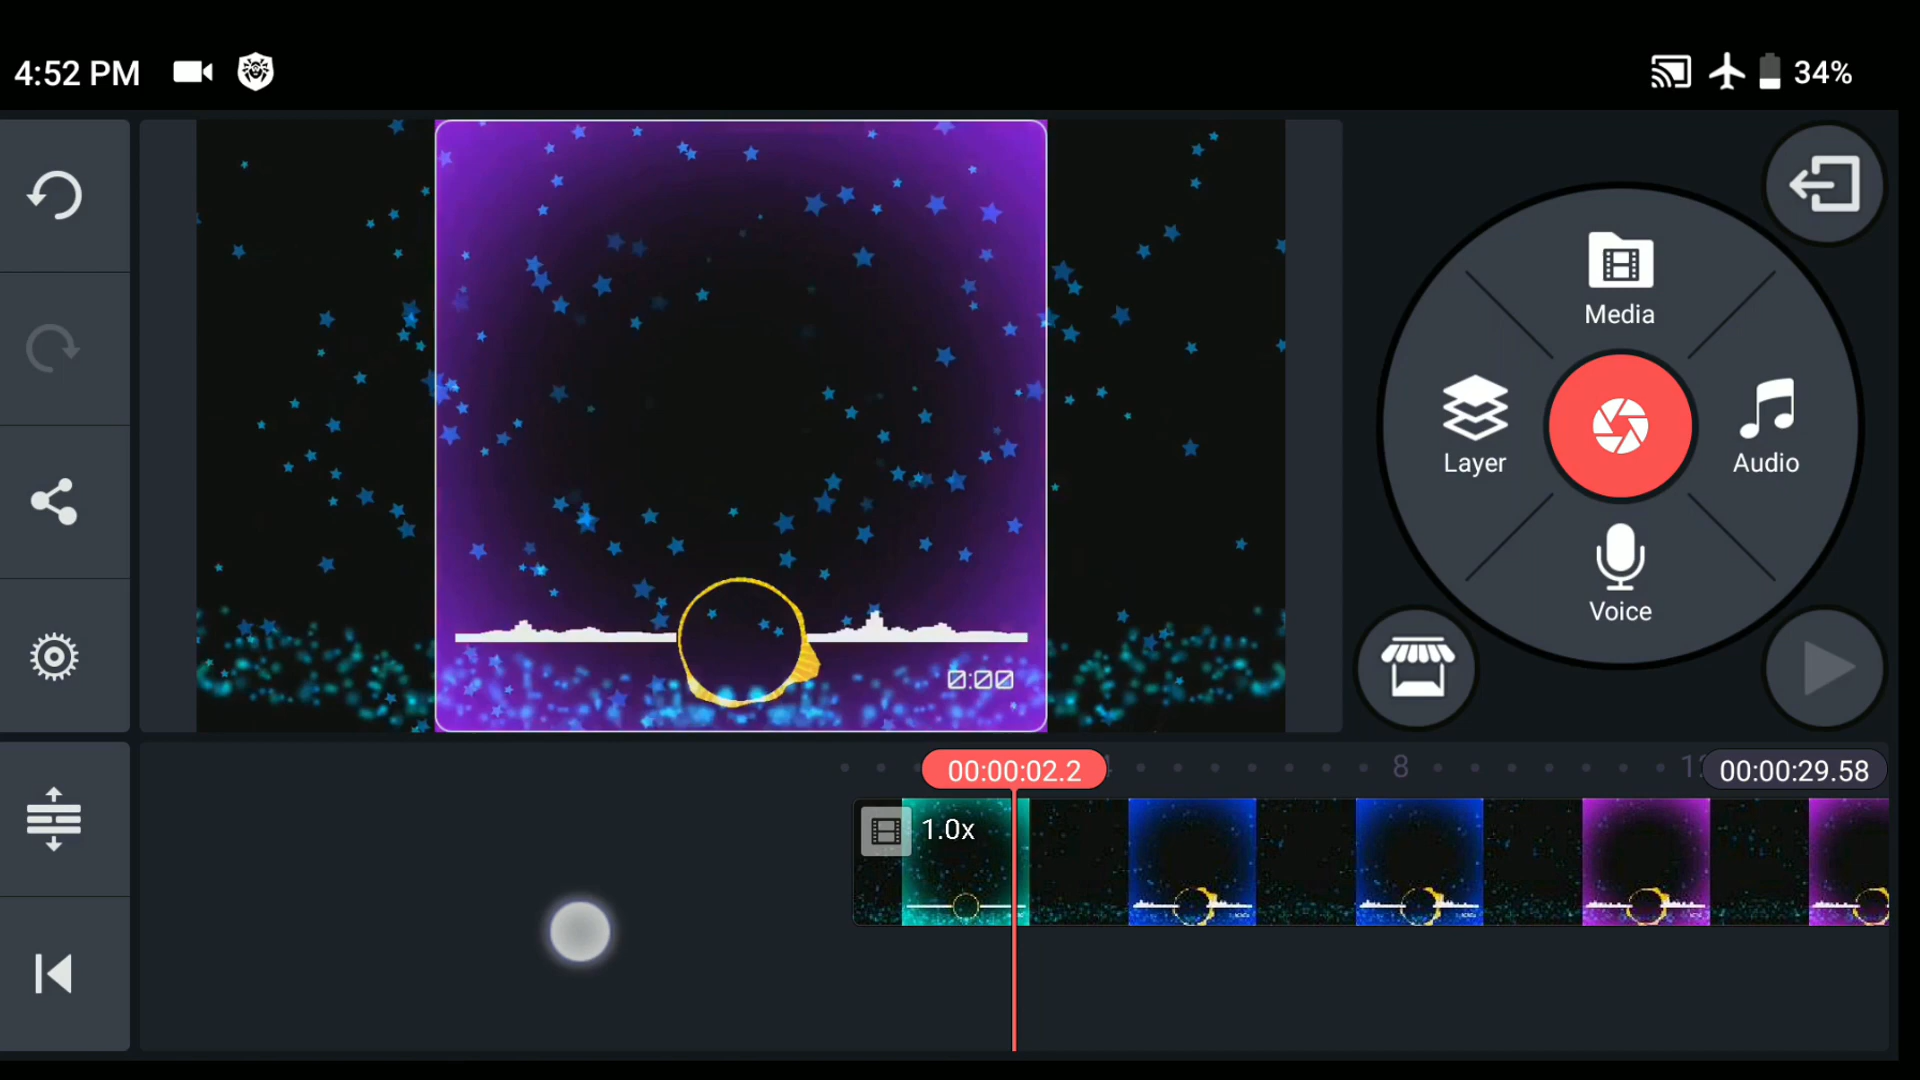 4:52 PM
34%
Media
Layer
Audio
Voice
0:00
00:00:02.2
8
00:00:29.58
1.0x